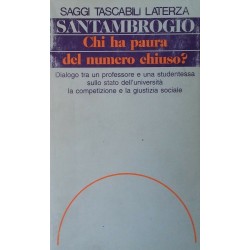 SAGGI TASCABILI LATERZA
SANTAMBROGIO
Chi ha paura
del numero chiuso?
Dialogo tra un professore e una studentessa
sullo stato dell'università
la competizione e la giustizia sociale